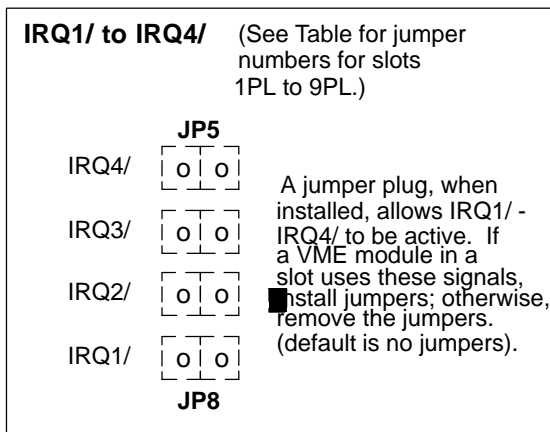 IRQ1/ to IRQ4/ (See Table for jumper
numbers for slots
1PL to 9PL.)
JP5
IRQ4/ o o
IRQ3/ o o
IRQ2/ o o
IRQ1/ o o
JP8
A jumper plug, when
installed, allows IRQ1/ -
IRQ4/ to be active. If
a VME module in a
slot uses these signals,
install jumpers; otherwise,
remove the jumpers.
(default is no jumpers).